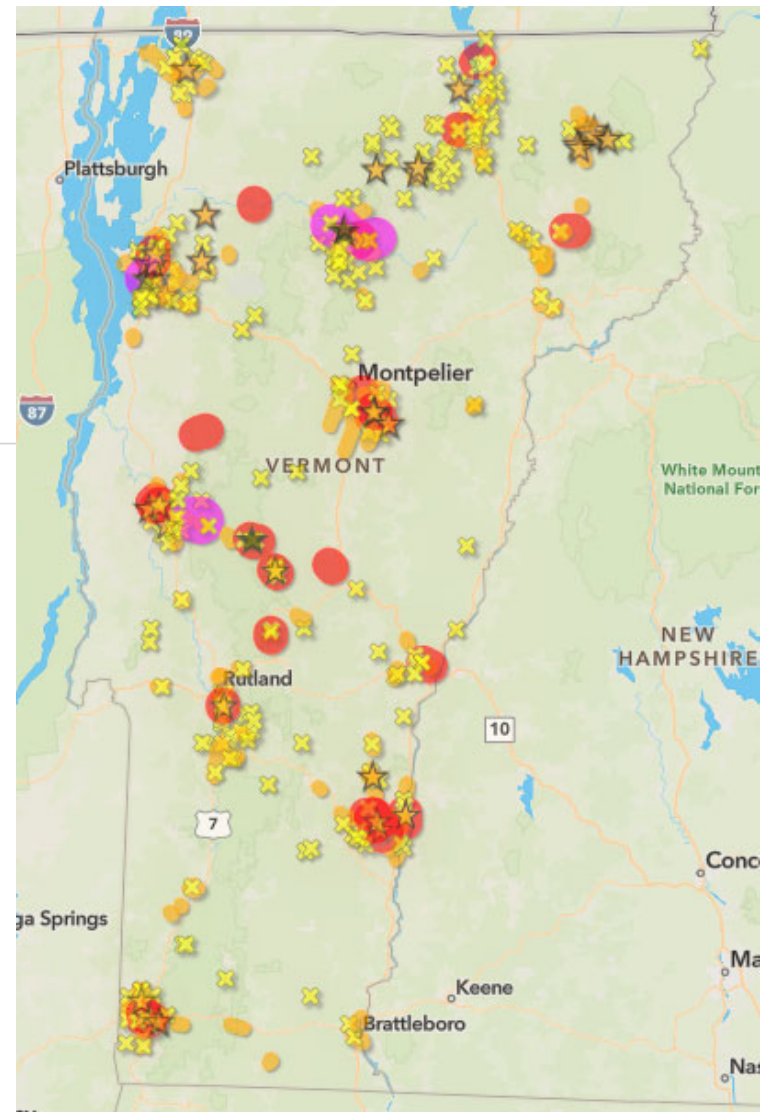 89
Plattsburgh
Montpelier
87
VERMONT
White Mount
National For
NEW
HAMPSHIRE
Rutland
10
7
Conc
ga Springs
Ma
Keene
Brattleboro
Nas